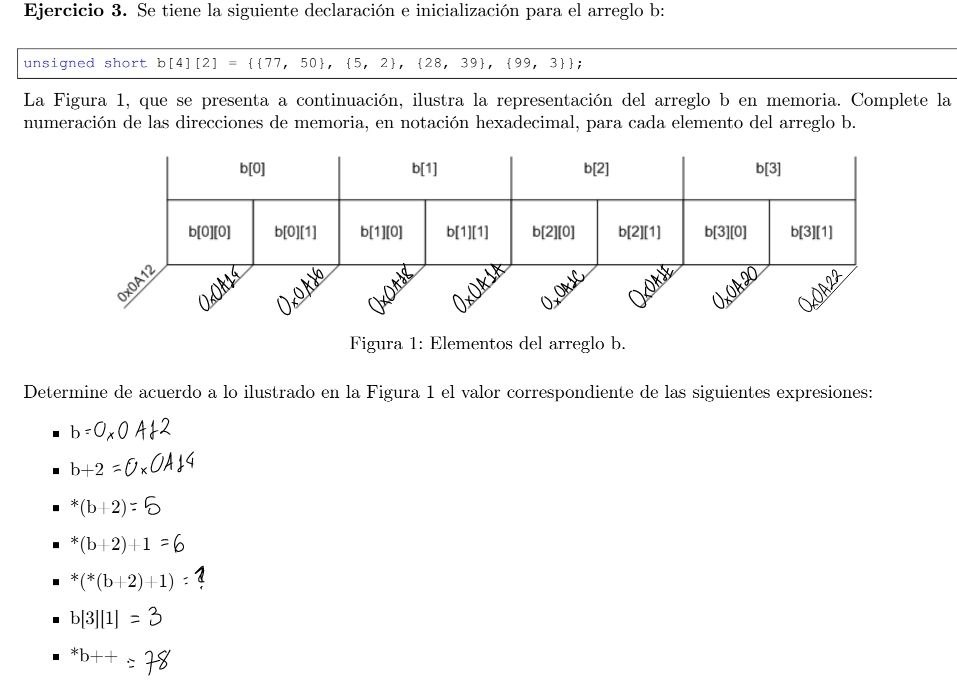 Ejercicio 3. Se tiene la siguiente declaración e inicialización para el arreglo b:
unsigned short b[4][2] = {{77, 50}, {5, 2}, {28, 39}, {99, 3}};
La Figura 1, que se presenta a continuación, ilustra la representación del arreglo b en memoria. Complete la
numeración de las direcciones de memoria, en notación hexadecimal, para cada elemento del arreglo b.
b[0] b[1] b[2] b[3]
b[0][0] b[0][1] b[1][0] b[1][1] b[2][0] b[2][1] b[3][0] b[3][1]
0x0A12 0x0A14 0x0A16 0x0A18 0x0A1A 0x0A1C 0x0A1E 0x0A20 0x0A22
Figura 1: Elementos del arreglo b.
Determine de acuerdo a lo ilustrado en la Figura 1 el valor correspondiente de las siguientes expresiones:
▪ b = 0x0A12
▪ b+2 = 0x0A14
▪ *(b+2) = 5
▪ *(b+2)+1 = 6
▪ *(*(b+2)+1) = ?
▪ b[3][1] = 3
▪ *b++ = 78